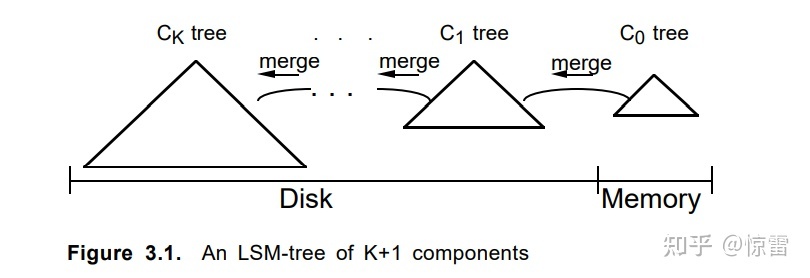 C_K tree . . . C_1 tree C_0 tree
merge merge merge
. . .
Disk Memory
Figure 3.1. An LSM-tree of K+1 components
知乎 @惊雷